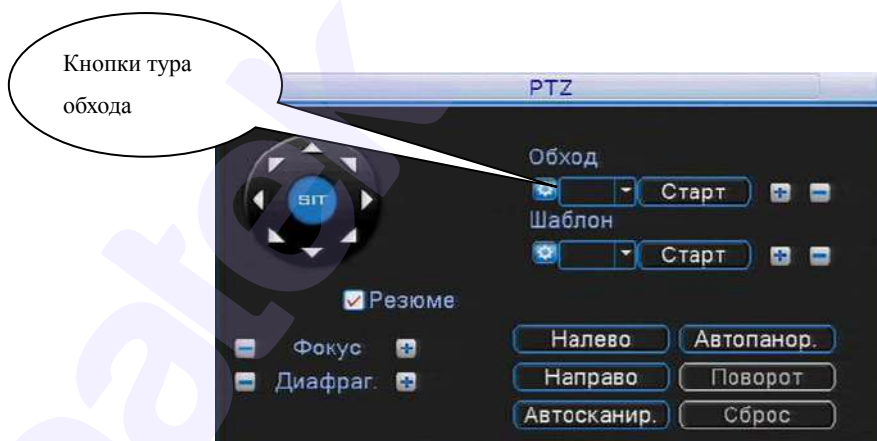 Кнопки тура
обхода
PTZ
Обход
Старт
Шаблон
Старт
SIT
Резюме
Фокус
Диафраг.
Налево Автопанор.
Направо Поворот
Автосканир. Сброс